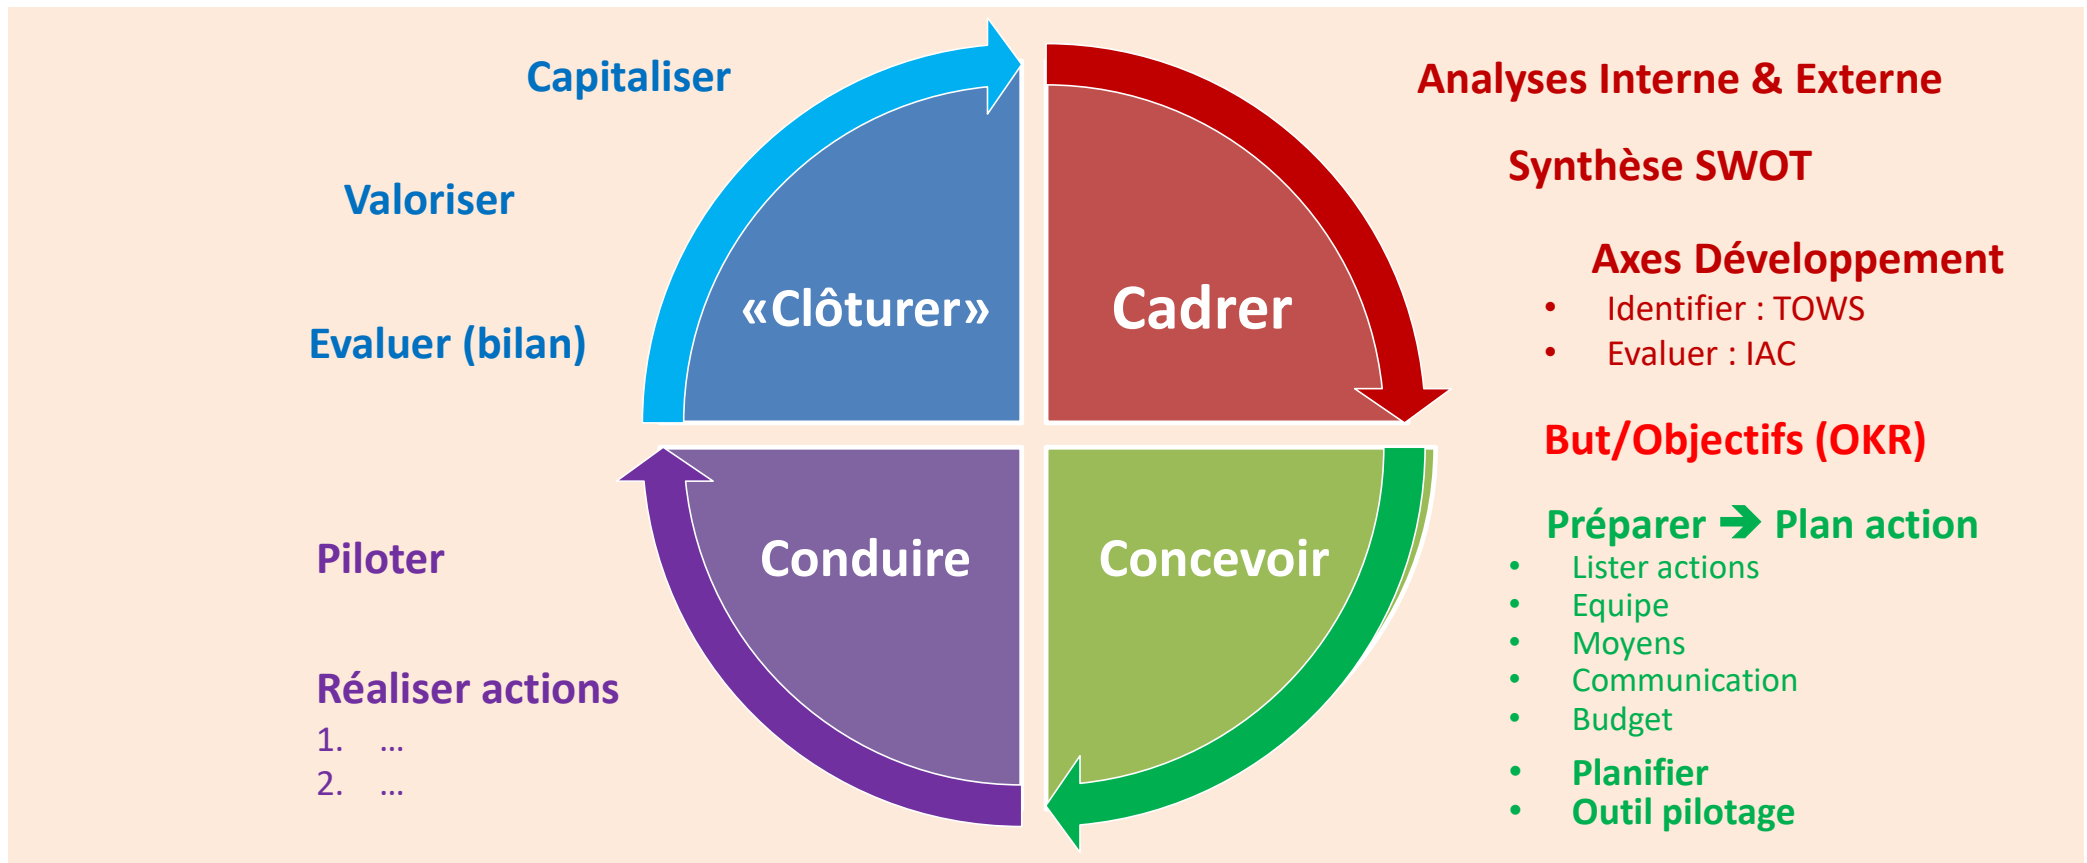 Capitaliser
Valoriser
Evaluer (bilan)
«Clôturer»
Cadrer
Analyses Interne & Externe
Synthèse SWOT
Axes Développement
• Identifier : TOWS
• Evaluer : IAC
But/Objectifs (OKR)
Préparer ➔ Plan action
• Lister actions
• Equipe
• Moyens
• Communication
• Budget
• Planifier
• Outil pilotage
Concevoir
Conduire
Piloter
Réaliser actions
1. ...
2. ...